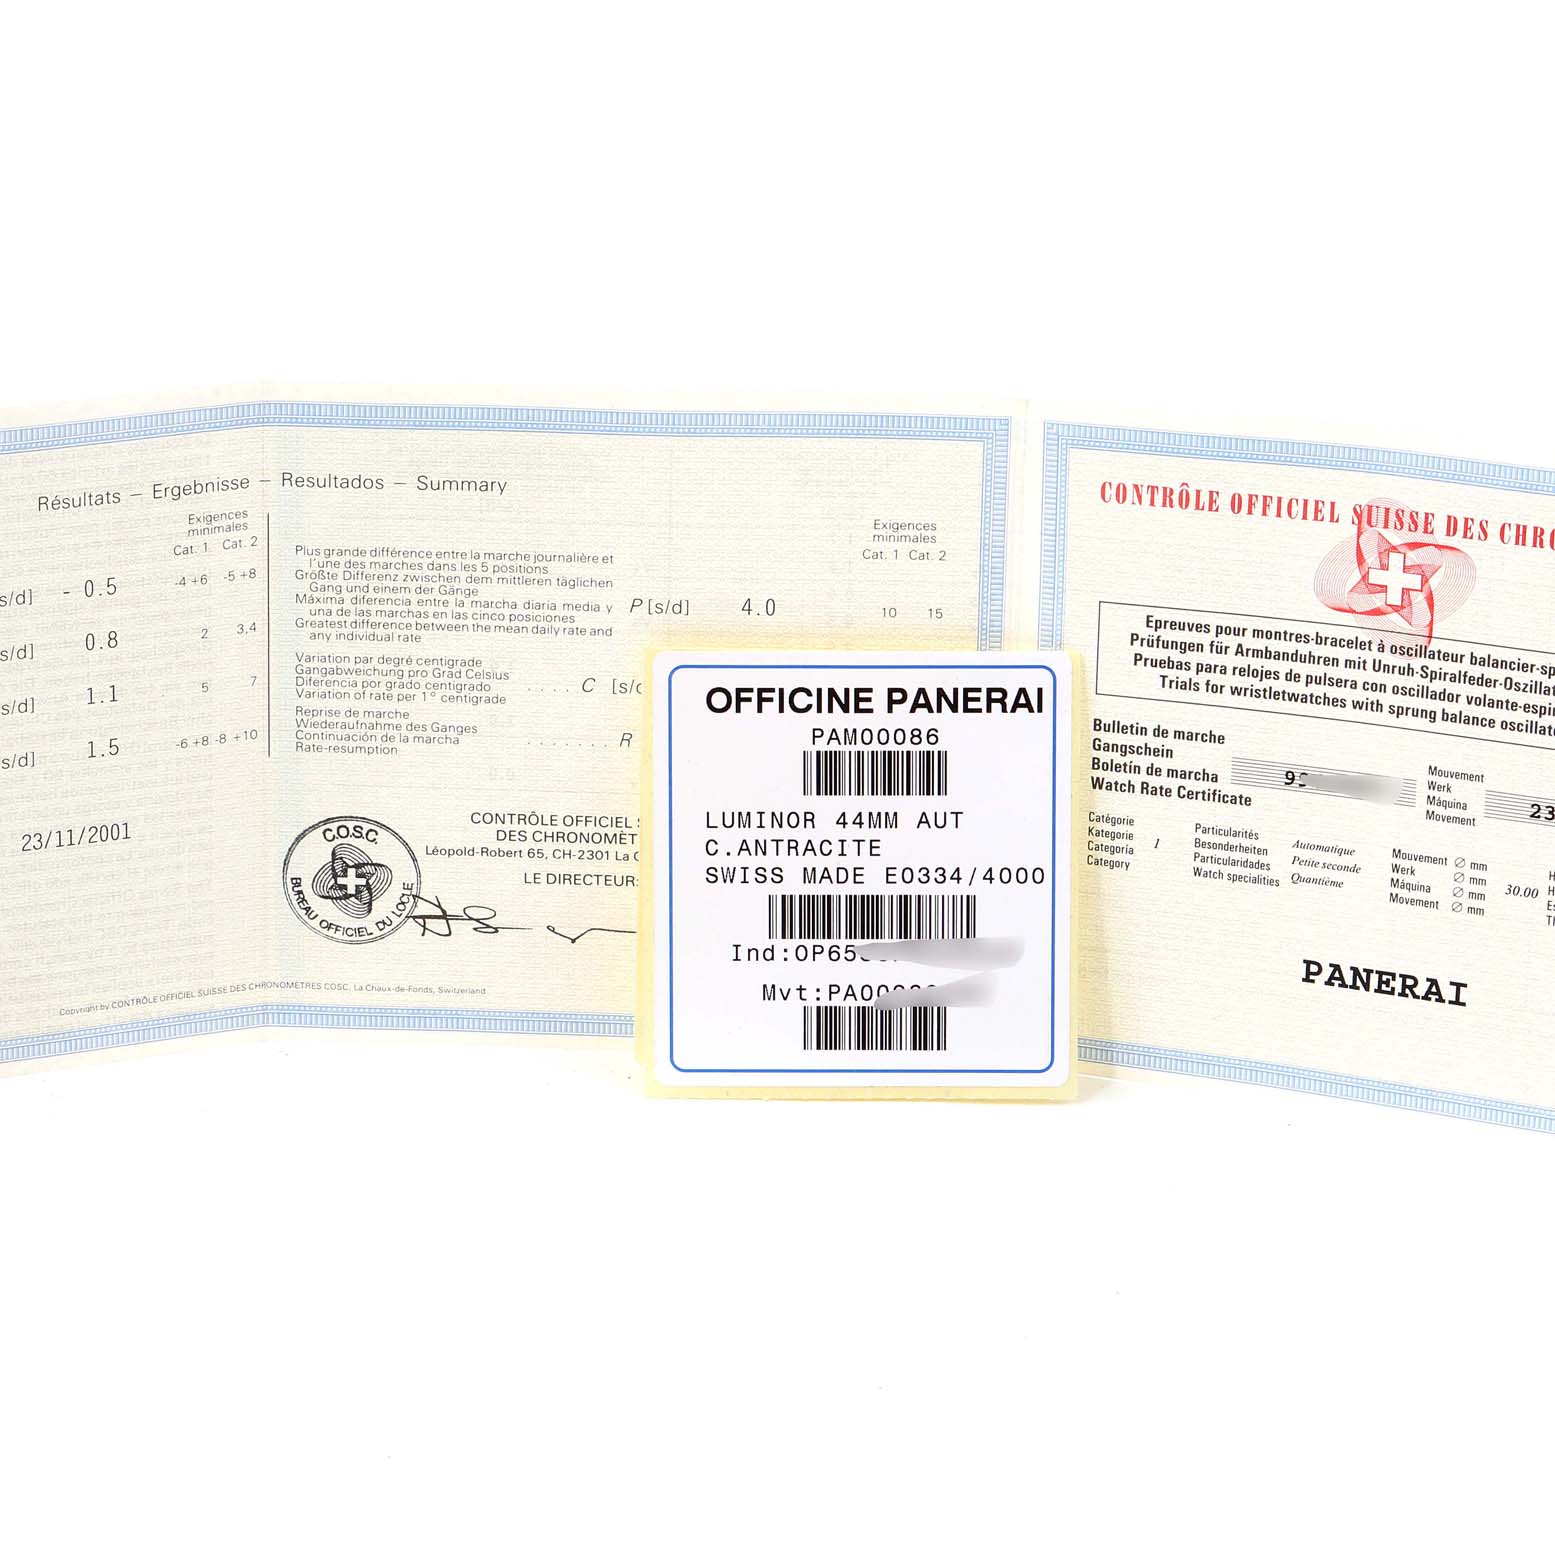 Résultats – Ergebnisse – Resultados – Summary
Exigences
minimales
Cat. 1 Cat. 2
s/d] - 0.5 -4 +6 -5 +8
s/d] 0.8 2 3,4
s/d] 1.1 5 7
s/d] 1.5 -6 +8 -8 +10
23/11/2001
Exigences
minimales
Cat. 1 Cat. 2
Plus grande différence entre la marche journalière et
l'une des marches dans les 5 positions
Größte Differenz zwischen dem mittleren täglichen
Gang und einem der Gänge
Máxima diferencia entre la marcha diaria media y
una de las marchas en las cinco posiciones
Greatest difference between the mean daily rate and
any individual rate
P [s/d] 4.0 10 15
Variation par degré centigrade
Gangabweichung pro Grad Celsius
Diferencia por grado centigrado
Variation of rate per 1° centigrade
.... C [s/
Reprise de marche
Wiederaufnahme des Ganges
Continuación de la marcha
Rate-resumption
....... R
CONTRÔLE OFFICIEL
DES CHRONOMÈT
Léopold-Robert 65, CH-2301 La C
LE DIRECTEUR:
C.O.S.C.
BUREAU OFFICIEL DU LOCLE
Copyright by CONTRÔLE OFFICIEL SUISSE DES CHRONOMETRES COSC, La Chaux-de-Fonds, Switzerland
OFFICINE PANERAI
PAM00086
LUMINOR 44MM AUT
C.ANTRACITE
SWISS MADE E0334/4000
Ind:OP65
Mvt:PA00
CONTRÔLE OFFICIEL SUISSE DES CHRO
Epreuves pour montres-bracelet à oscillateur balancier-sp
Prüfungen für Armbanduhren mit Unruh-Spiralfeder-Oszillat
Pruebas para relojes de pulsera con oscillador volante-espi
Trials for wristletwatches with sprung balance oscillat
Bulletin de marche
Gangschein
Boletin de marcha
Watch Rate Certificate
9
Mouvement
Werk
Máquina
Movement
23
Catégorie
Kategorie
Categoría
Category
1
Particularités
Besonderheiten
Particularidades
Watch specialities
Automatique
Petite seconde
Quantième
Mouvement Ø mm
Werk Ø mm
Máquina Ø mm
Movement Ø mm
30.00
H
H
Es
Th
PANERAI